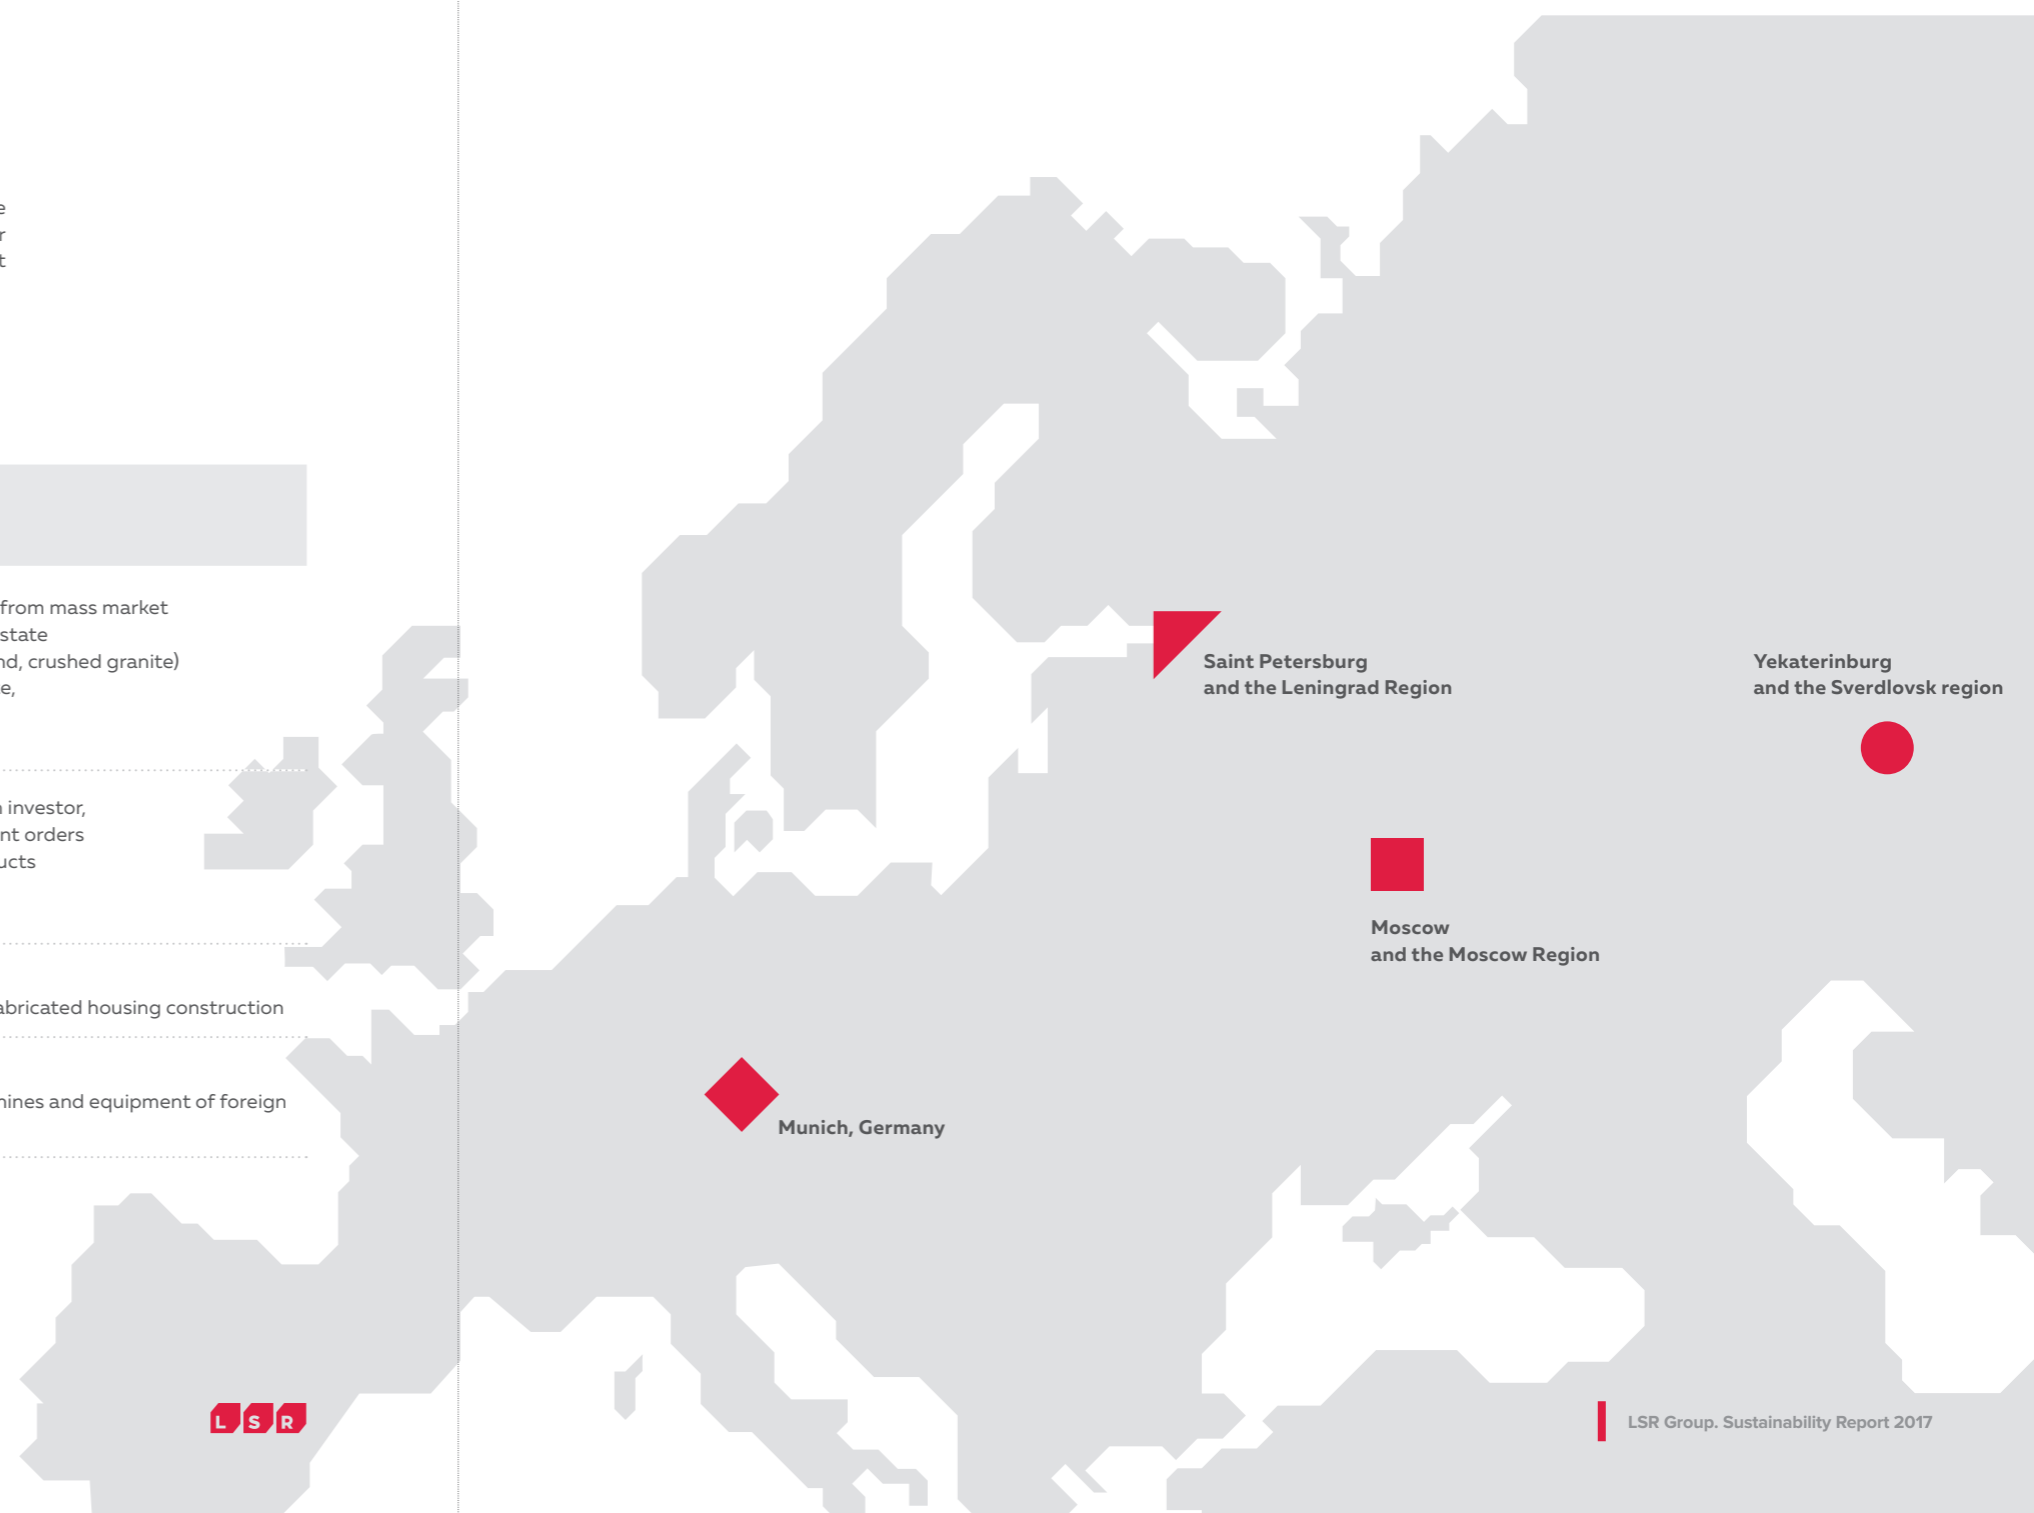 e
r
t
from mass market
state
nd, crushed granite)
e,
investor,
nt orders
ucts
abricated housing construction
hines and equipment of foreign
Saint Petersburg
and the Leningrad Region
Yekaterinburg
and the Sverdlovsk region
Moscow
and the Moscow Region
Munich, Germany
LSR
LSR Group. Sustainability Report 2017